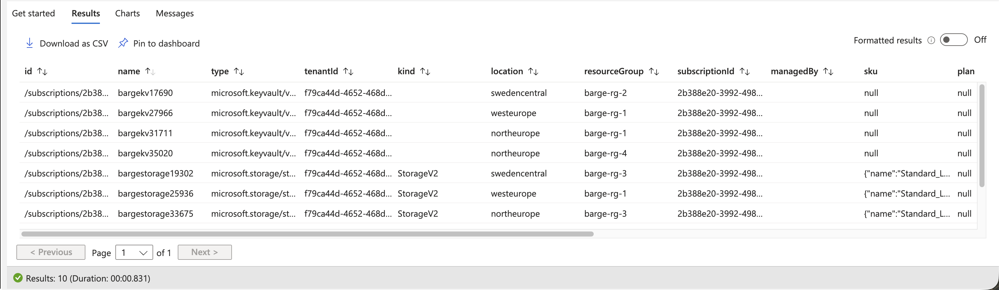 Get started Results Charts Messages
Download as CSV Pin to dashboard Formatted results Off
id name type tenantId kind location resourceGroup subscriptionId managedBy sku plan
/subscriptions/2b38... bargekv17690 microsoft.keyvault/v... f79ca44d-4652-468d... swedencentral barge-rg-2 2b388e20-3992-498... null null
/subscriptions/2b38... bargekv27966 microsoft.keyvault/v... f79ca44d-4652-468d... westeurope barge-rg-1 2b388e20-3992-498... null null
/subscriptions/2b38... bargekv31711 microsoft.keyvault/v... f79ca44d-4652-468d... northeurope barge-rg-1 2b388e20-3992-498... null null
/subscriptions/2b38... bargekv35020 microsoft.keyvault/v... f79ca44d-4652-468d... northeurope barge-rg-4 2b388e20-3992-498... null null
/subscriptions/2b38... bargestorage19302 microsoft.storage/st... f79ca44d-4652-468d... StorageV2 swedencentral barge-rg-3 2b388e20-3992-498... {"name":"Standard_L... null
/subscriptions/2b38... bargestorage25936 microsoft.storage/st... f79ca44d-4652-468d... StorageV2 westeurope barge-rg-1 2b388e20-3992-498... {"name":"Standard_L... null
/subscriptions/2b38... bargestorage33675 microsoft.storage/st... f79ca44d-4652-468d... StorageV2 northeurope barge-rg-3 2b388e20-3992-498... {"name":"Standard_L... null
< Previous Page 1 of 1 Next >
Results: 10 (Duration: 00:00.831)